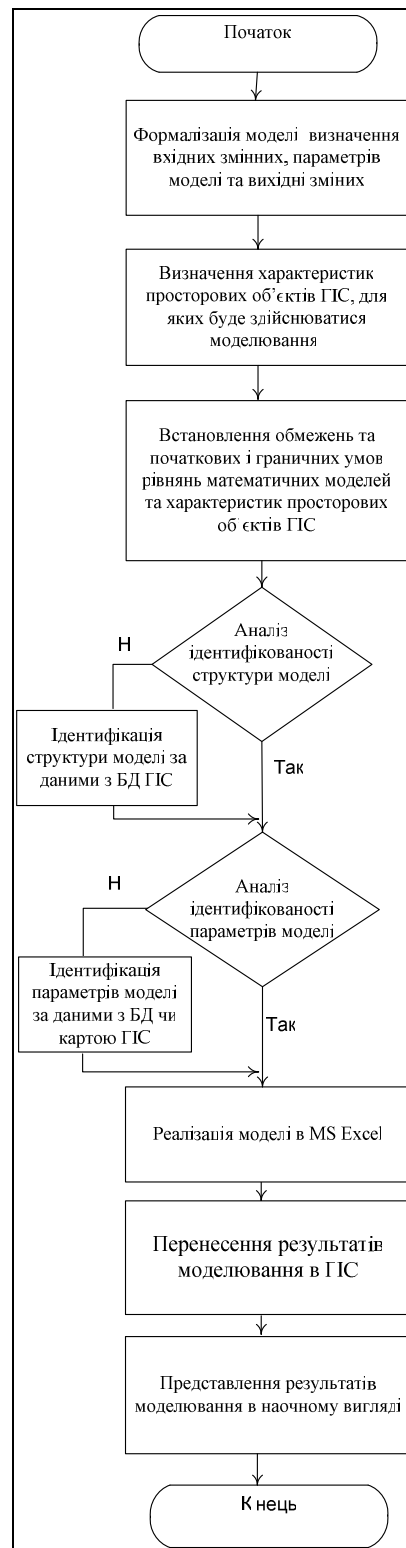 Початок
Формалізація моделі визначення
вхідних змінних, параметрів
моделі та вихідні зміних
Визначення характеристик
просторових об’єктів ГІС, для
яких буде здійснюватися
моделювання
Встановлення обмежень та
початкових і граничних умов
рівнянь математичних моделей
та характеристик просторових
об’єктів ГІС
Аналіз
ідентифікованості
структури моделі
Н
Ідентифікація
структури моделі за
даними з БД ГІС
Так
Аналіз
ідентифікованості
параметрів моделі
Н
Ідентифікація
параметрів моделі
за даними з БД чи
картою ГІС
Так
Реалізація моделі в MS Excel
Перенесення результатів
моделювання в ГІС
Представлення результатів
моделювання в наочному вигляді
К нець